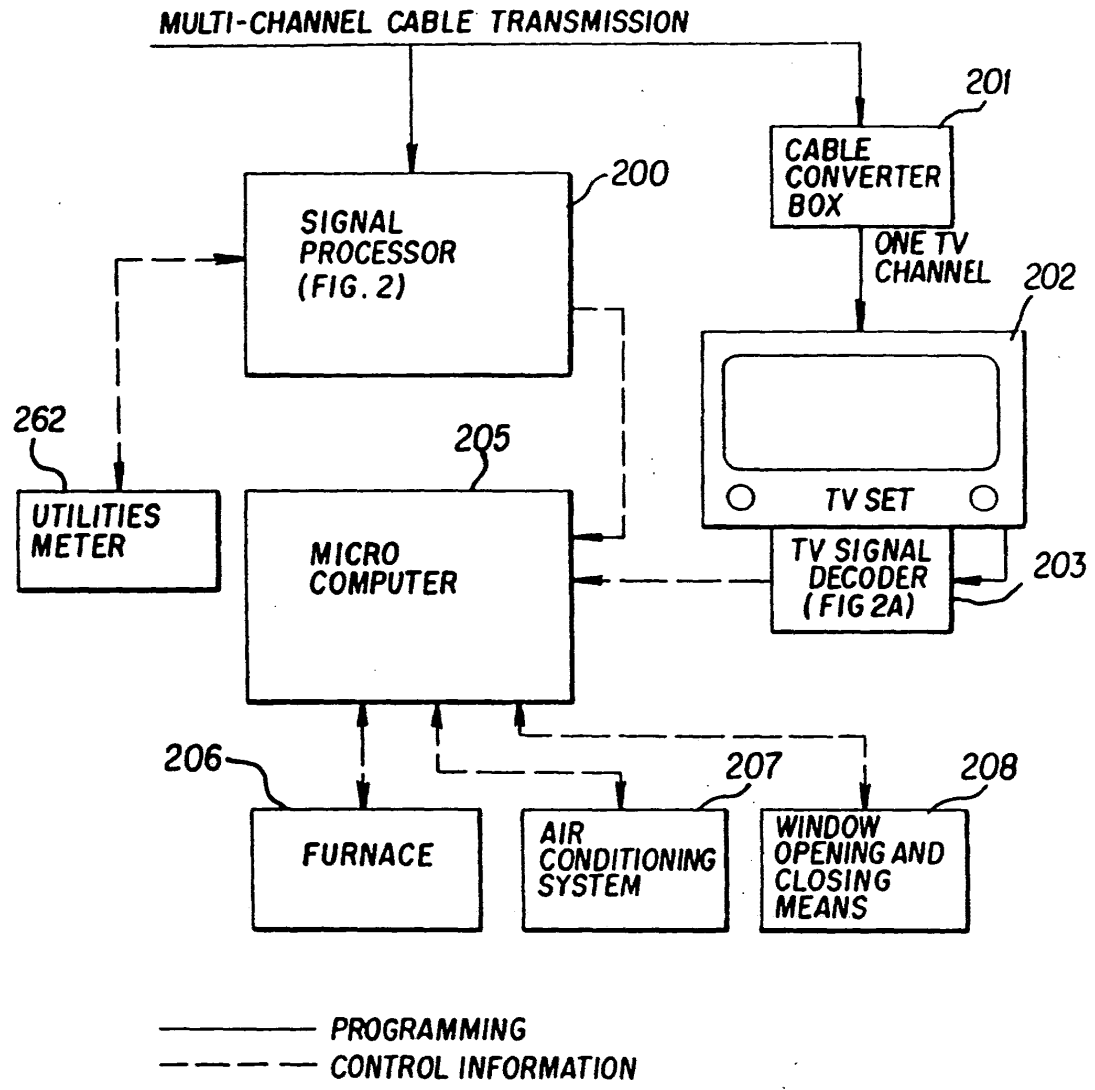 MULTI-CHANNEL CABLE TRANSMISSION
201
CABLE
CONVERTER
BOX
200
SIGNAL
PROCESSOR
(FIG. 2)
ONE TV
CHANNEL
202
262
205
UTILITIES
METER
TV SET
MICRO
COMPUTER
TV SIGNAL
DECODER
(FIG 2A)
203
206
207
208
FURNACE
AIR
CONDITIONING
SYSTEM
WINDOW
OPENING AND
CLOSING
MEANS
PROGRAMMING
CONTROL INFORMATION